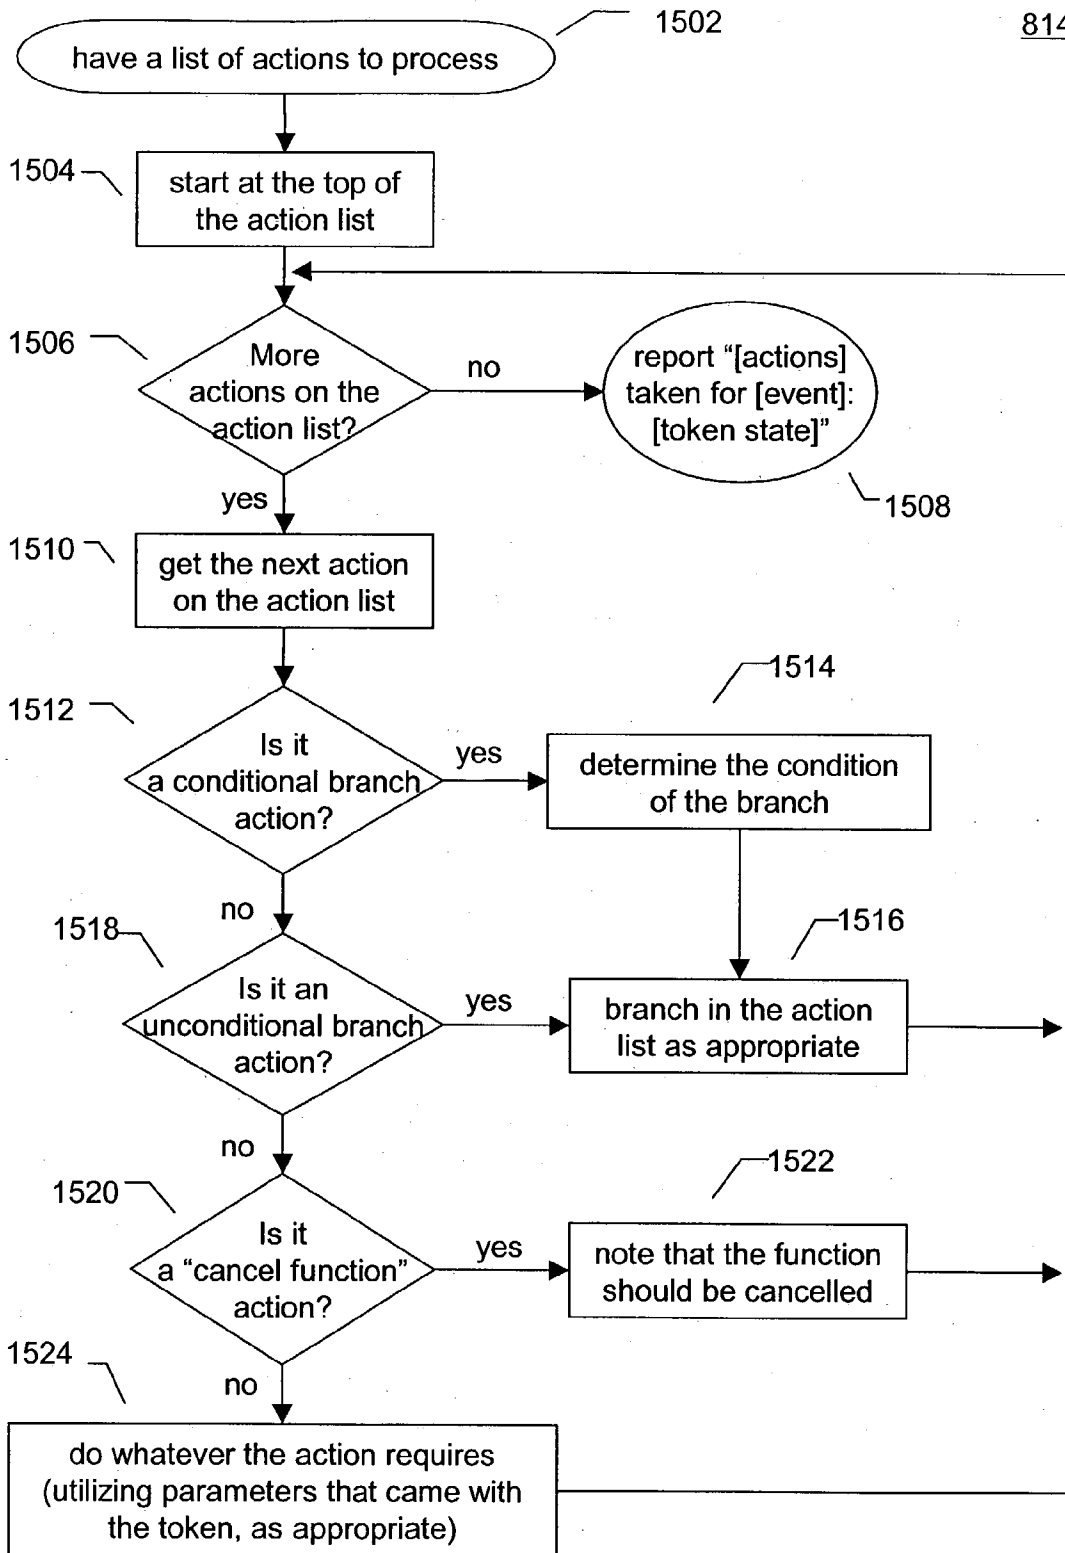 1502
814
have a list of actions to process
1504
start at the top of
the action list
1506
More
actions on the
action list?
no
report “[actions]
taken for [event]:
[token state]”
1508
yes
1510
get the next action
on the action list
1514
1512
Is it
a conditional branch
action?
yes
determine the condition
of the branch
no
1518
1516
Is it an
unconditional branch
action?
yes
branch in the action
list as appropriate
no
1522
1520
Is it
a “cancel function”
action?
yes
note that the function
should be cancelled
1524
no
do whatever the action requires
(utilizing parameters that came with
the token, as appropriate)